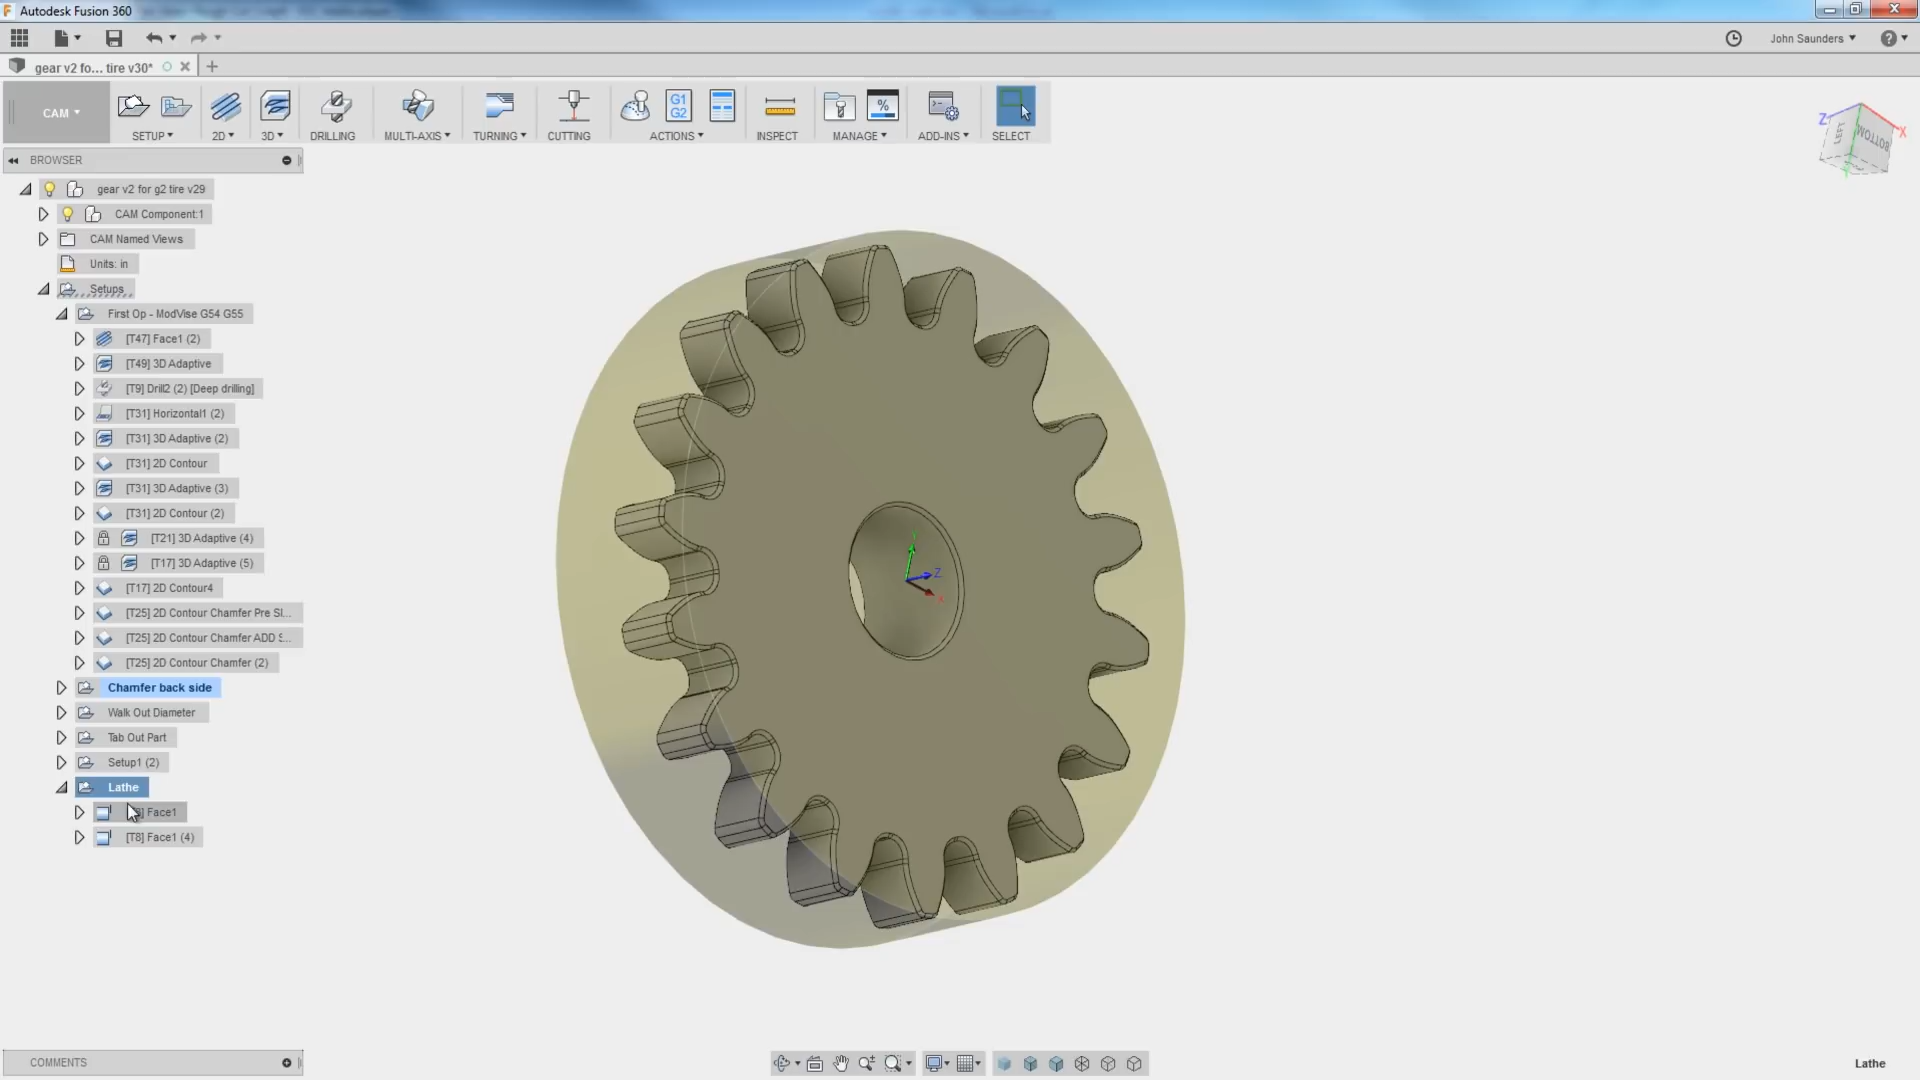 Autodesk Fusion 360
John Saunders
gear v2 fo... tire v30*
CAM
SETUP
2D
3D
DRILLING
MULTI-AXIS
TURNING
CUTTING
G1
G2
ACTIONS
INSPECT
%
MANAGE
ADD-INS
SELECT
Z
X
LEFT
BOTTOM
BROWSER
gear v2 for g2 tire v29
CAM Component:1
CAM Named Views
Units: in
Setups
First Op - ModVise G54 G55
[T47] Face1 (2)
[T49] 3D Adaptive
[T9] Drill2 (2) [Deep drilling]
[T31] Horizontal1 (2)
[T31] 3D Adaptive (2)
[T31] 2D Contour
[T31] 3D Adaptive (3)
[T31] 2D Contour (2)
[T21] 3D Adaptive (4)
[T17] 3D Adaptive (5)
[T17] 2D Contour4
[T25] 2D Contour Chamfer Pre Sl...
[T25] 2D Contour Chamfer ADD S...
[T25] 2D Contour Chamfer (2)
Chamfer back side
Walk Out Diameter
Tab Out Part
Setup1 (2)
Lathe
] Face1
[T8] Face1 (4)
Z
X
COMMENTS
Lathe